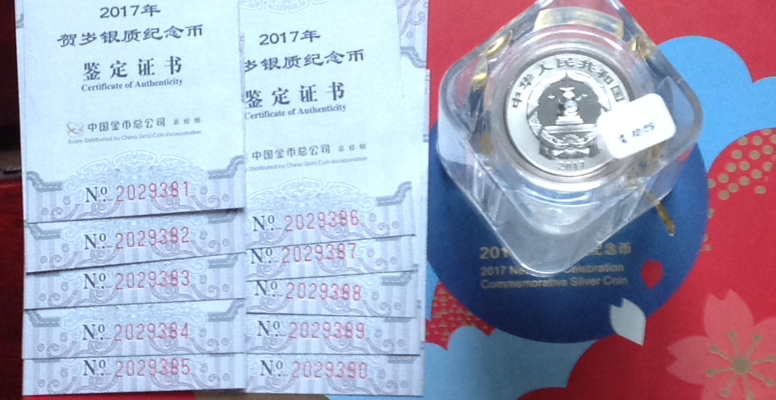 2017年
贺岁银质纪念币
鉴定证书
Certificate of Authenticity
中国金币总公司 总经销
Solely Distributed by China Gold Coin Incorporation
№ 2029381
№ 2029382
№ 2029383
№ 2029384
№ 2029385
2017年
岁银质纪念币
鉴定证书
Certificate of Authenticity
中国金币总公司 总经销
Distributed by China Gold Coin Incorporation
№ 2029386
№ 2029387
№ 2029388
№ 2029389
№ 2029390
中华人民共和国
2017
201
念币
2017 Ne
Celebration
Commemorative Silver Coin